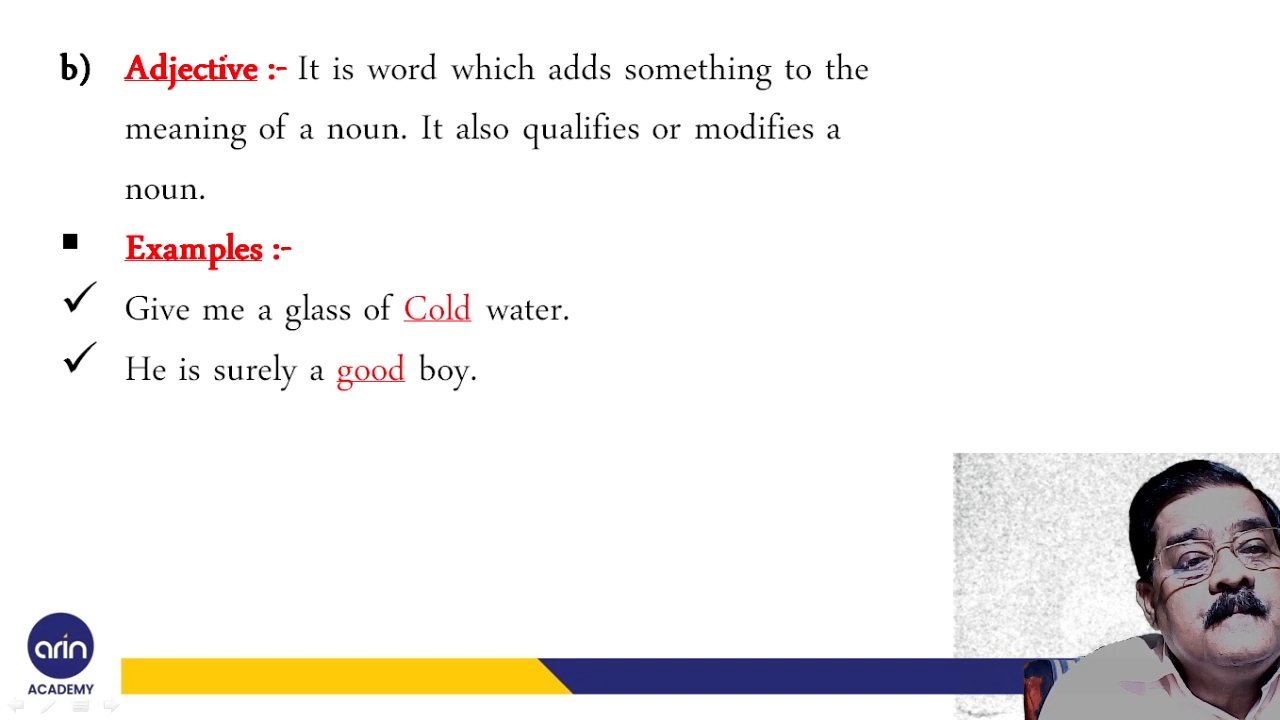 b) Adjective :- It is word which adds something to the
meaning of a noun. It also qualifies or modifies a
noun.
Examples :-
Give me a glass of Cold water.
He is surely a good boy.
arin
ACADEMY